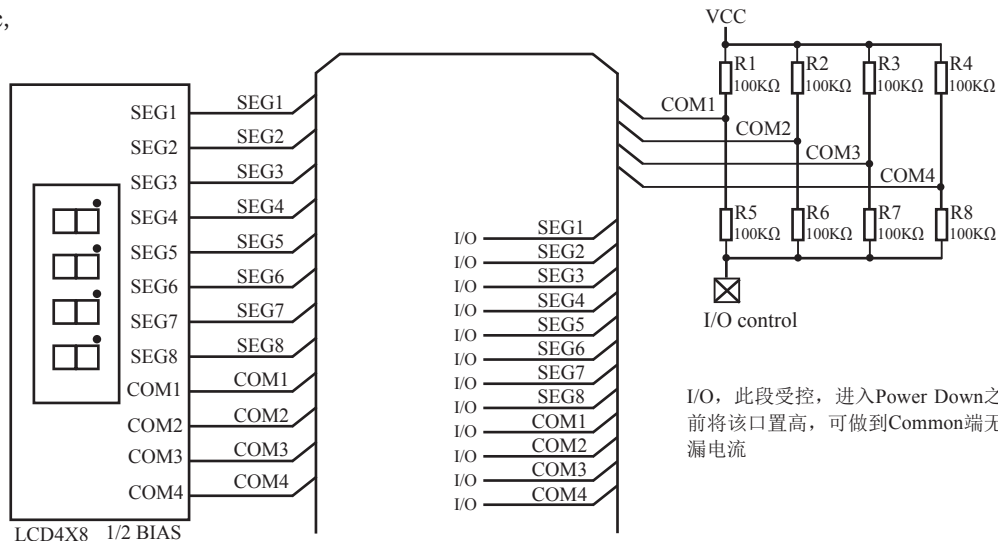 c,
VCC
R1
100KΩ
R2
100KΩ
R3
100KΩ
R4
100KΩ
COM1
COM2
COM3
COM4
R5
100KΩ
R6
100KΩ
R7
100KΩ
R8
100KΩ
I/O control
SEG1
SEG2
SEG3
SEG4
SEG5
SEG6
SEG7
SEG8
COM1
COM2
COM3
COM4
SEG1
SEG2
SEG3
SEG4
SEG5
SEG6
SEG7
SEG8
COM1
COM2
COM3
COM4
LCD4X8 1/2 BIAS
I/O SEG1
I/O SEG2
I/O SEG3
I/O SEG4
I/O SEG5
I/O SEG6
I/O SEG7
I/O SEG8
I/O COM1
I/O COM2
I/O COM3
I/O COM4
I/O，此段受控，进入Power Down之
前将该口置高，可做到Common端无
漏电流